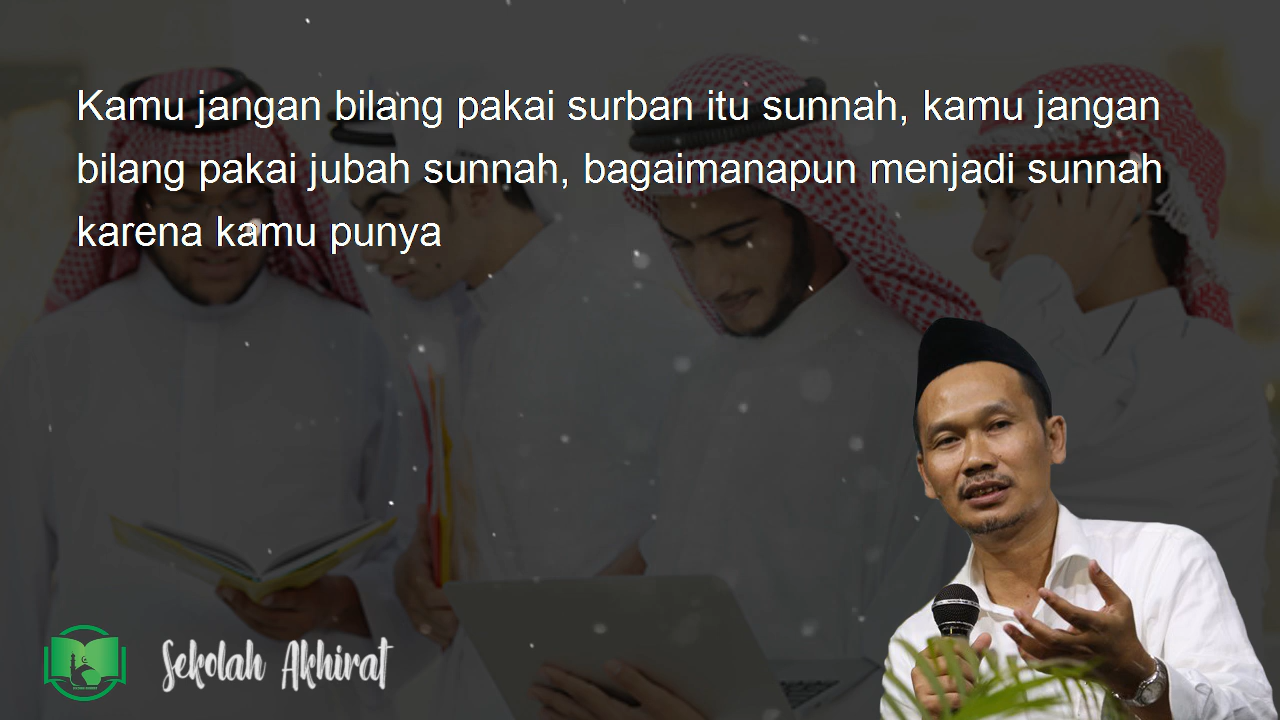 Kamu jangan bilang pakai surban itu sunnah, kamu jangan
bilang pakai jubah sunnah, bagaimanapun menjadi sunnah
karena kamu punya
Sekolah Akhirat